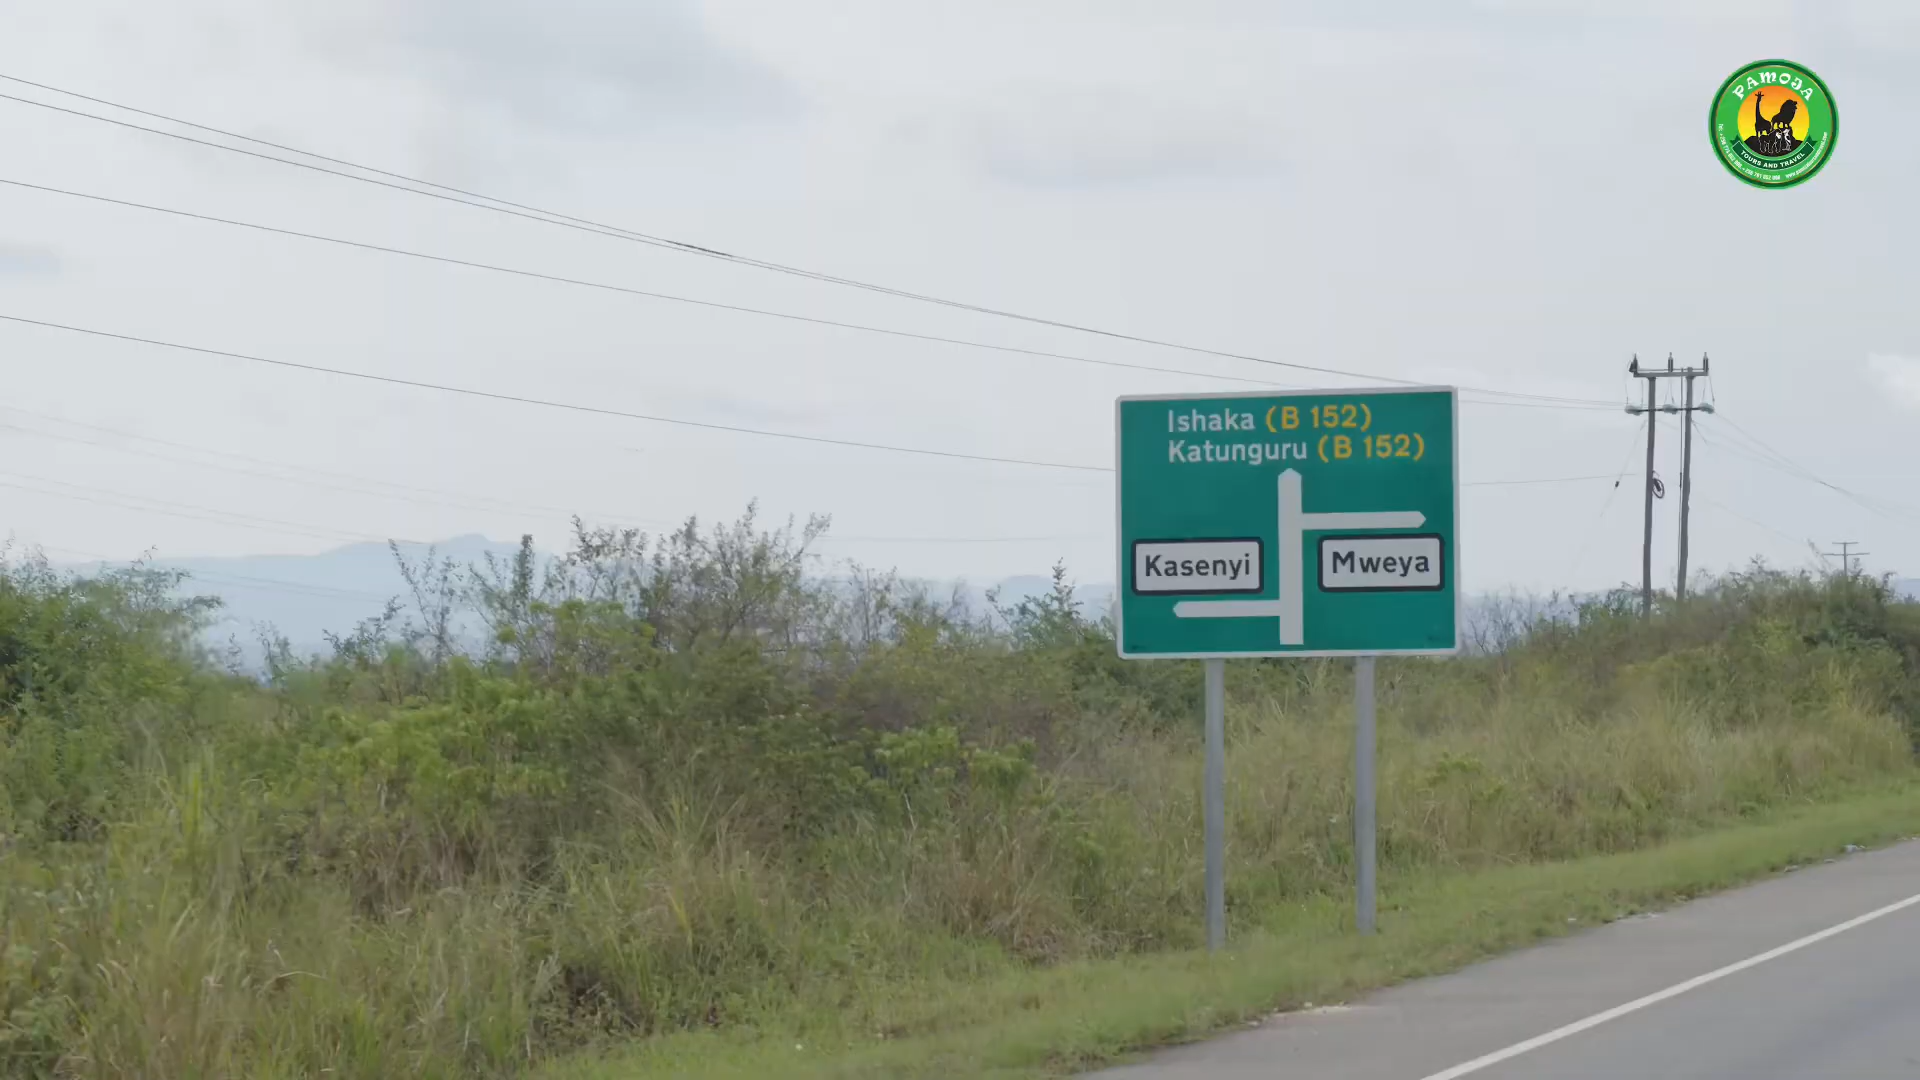 PAMOJA
TOURS AND TRAVEL
Ishaka (B 152)
Katunguru (B 152)
Kasenyi
Mweya